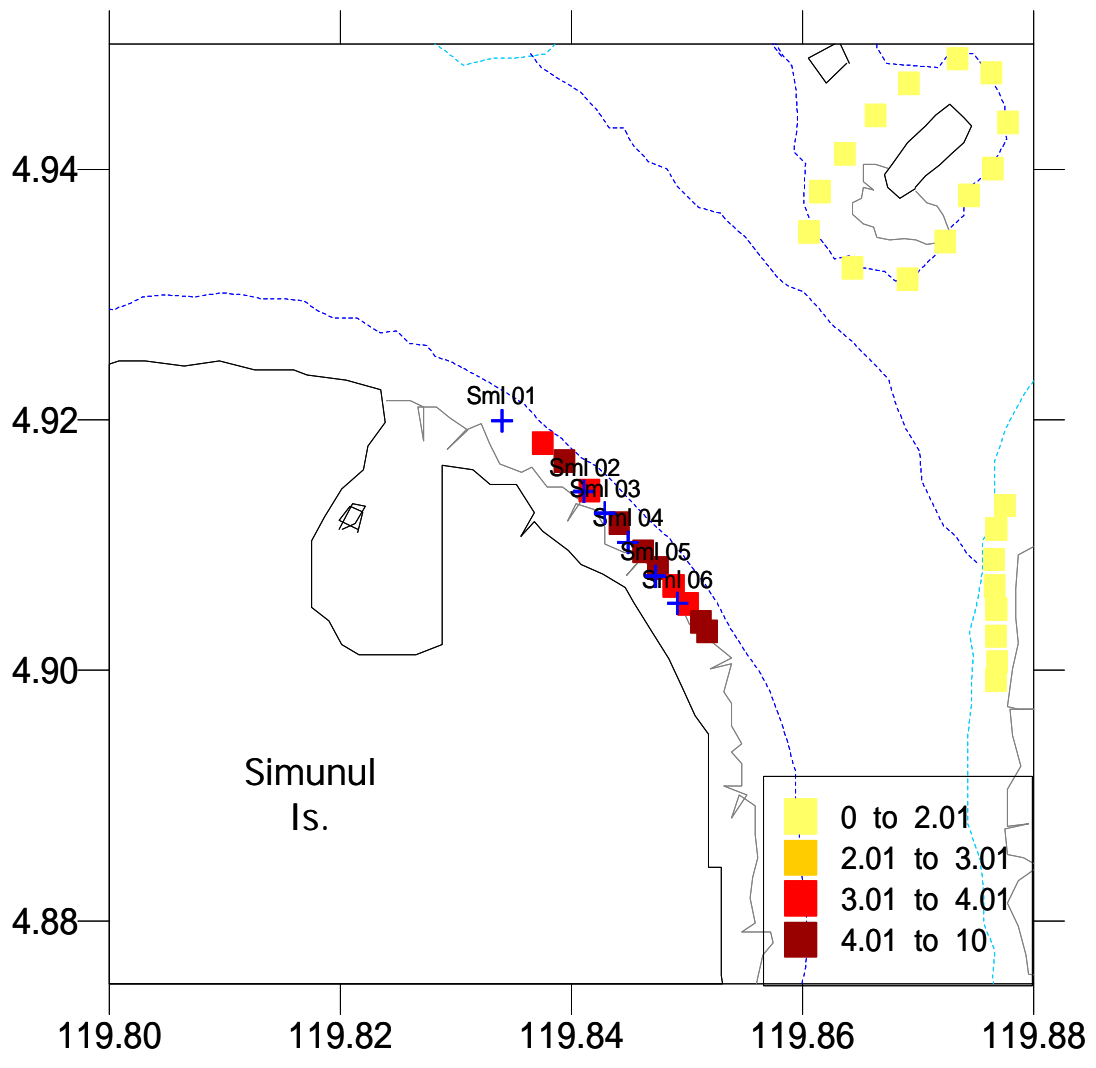 4.94
4.92
Sml 01
Sml 02
Sml 03
Sml 04
Sml 05
Sml 06
4.90
Simunul
Is.
0 to 2.01
2.01 to 3.01
3.01 to 4.01
4.01 to 10
4.88
119.80 119.82 119.84 119.86 119.88